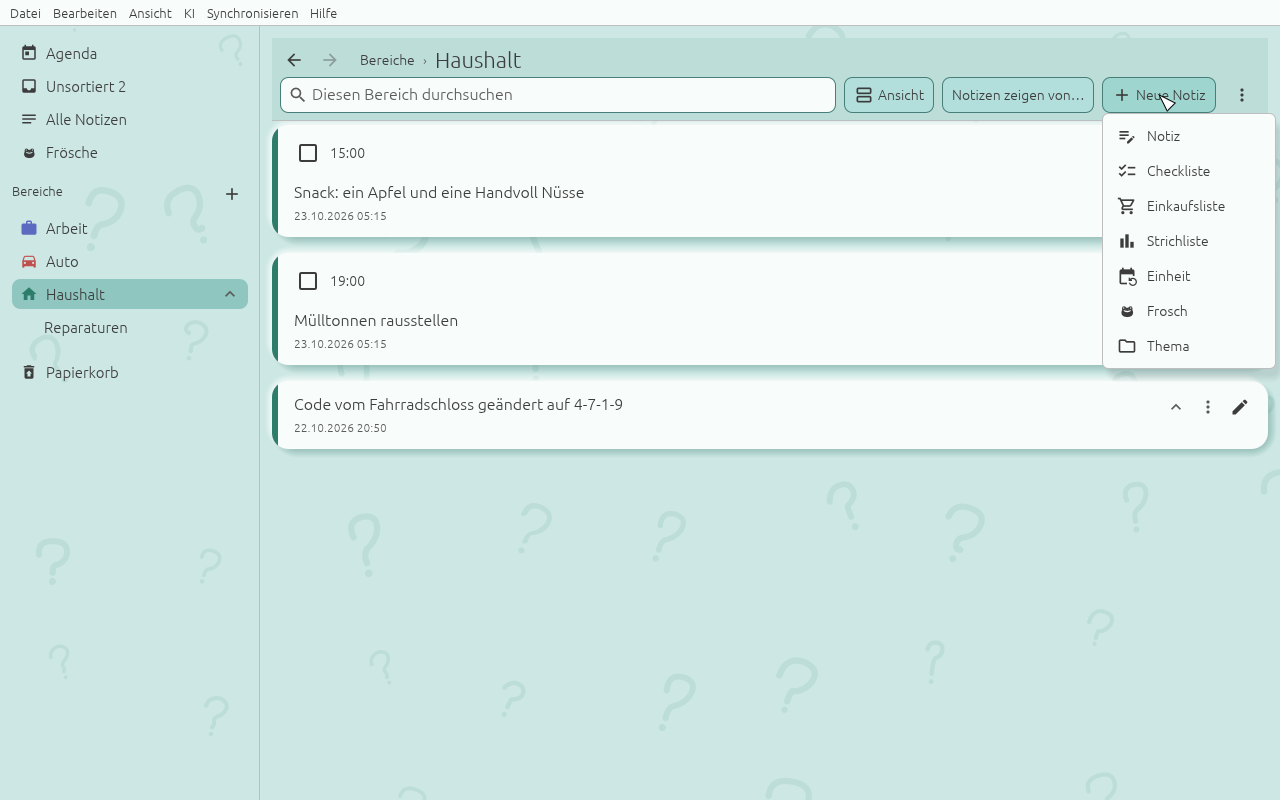 Datei Bearbeiten Ansicht KI Synchronisieren Hilfe
Agenda
Unsortiert 2
Alle Notizen
Frösche
Bereiche
Arbeit
Auto
Haushalt
Reparaturen
Papierkorb
Bereiche › Haushalt
Diesen Bereich durchsuchen
Ansicht
Notizen zeigen von...
Neue Notiz
Notiz
Checkliste
Einkaufsliste
Strichliste
Einheit
Frosch
Thema
15:00
Snack: ein Apfel und eine Handvoll Nüsse
23.10.2026 05:15
19:00
Mülltonnen rausstellen
23.10.2026 05:15
Code vom Fahrradschloss geändert auf 4-7-1-9
22.10.2026 20:50